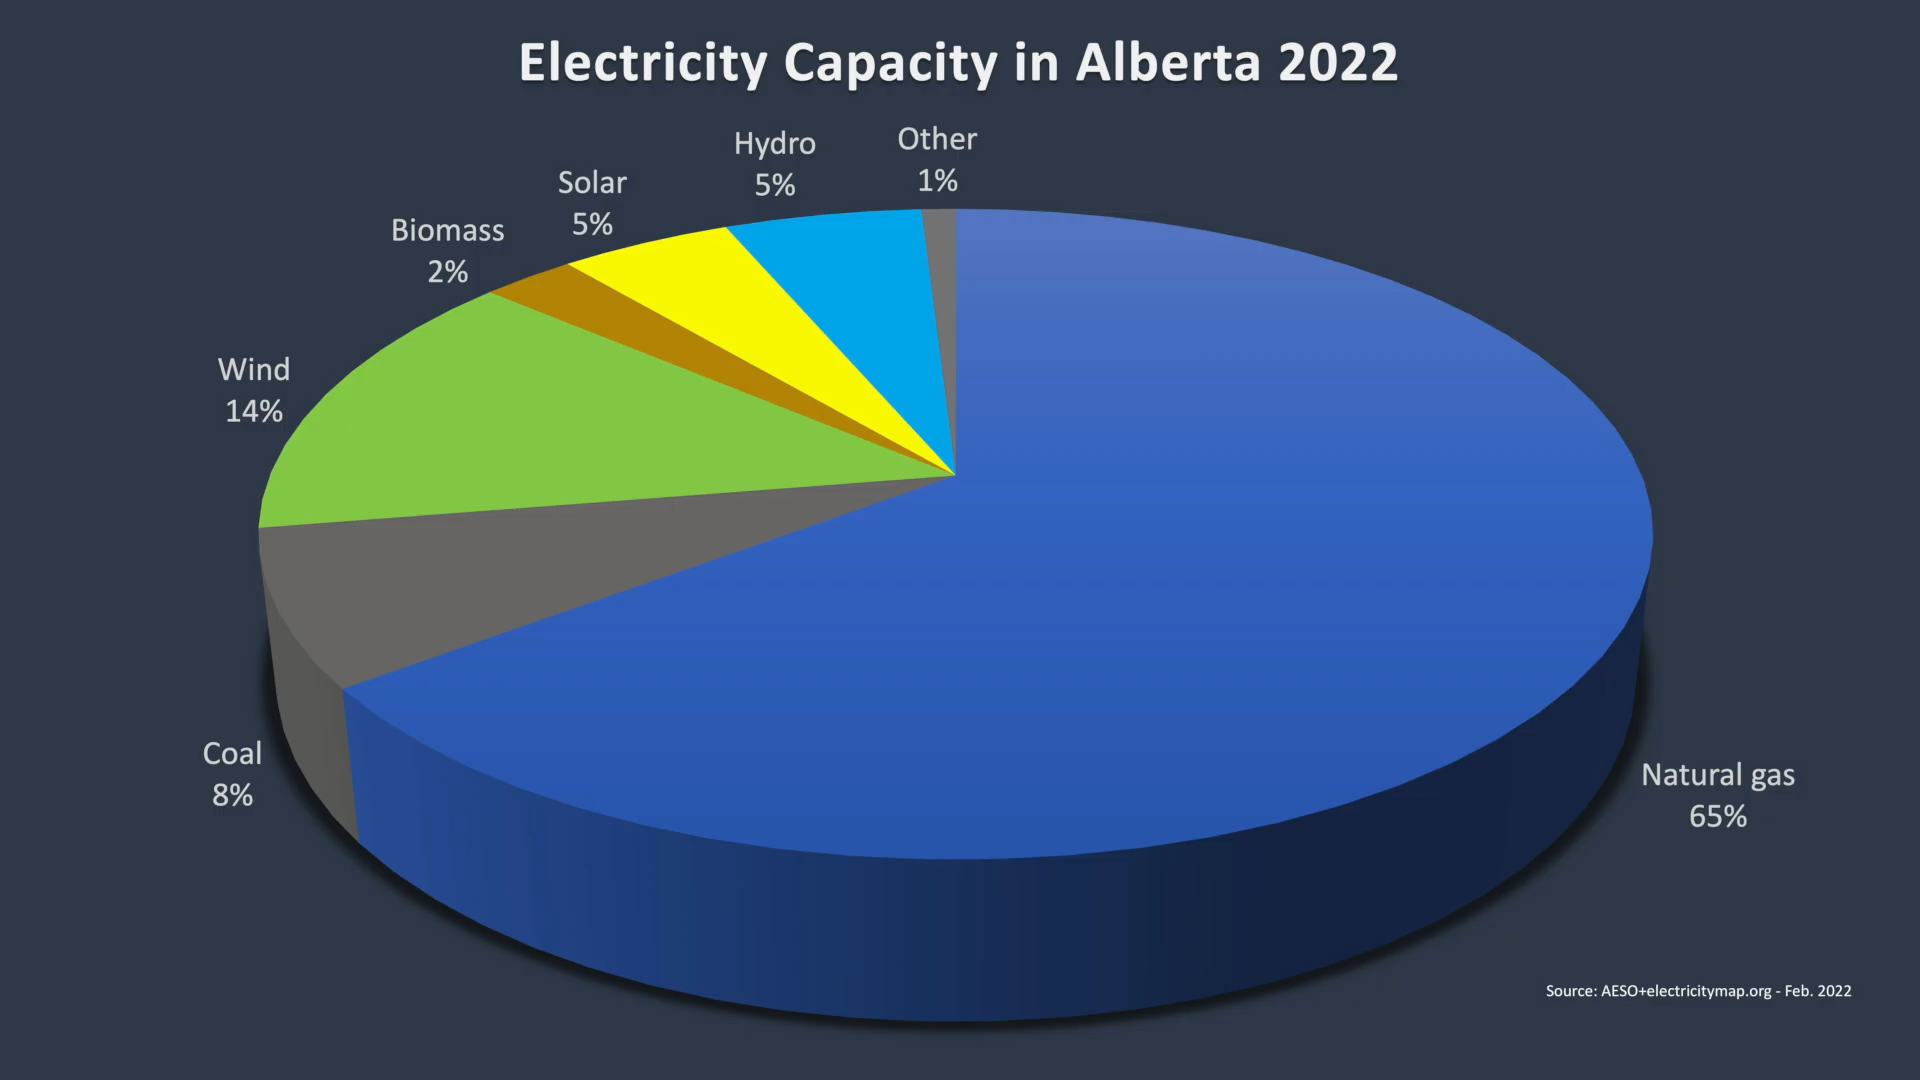 Electricity Capacity in Alberta 2022
Other
1%
Hydro
5%
Solar
5%
Biomass
2%
Wind
14%
Coal
8%
Natural gas
65%
Source: AESO+electricitymap.org - Feb. 2022